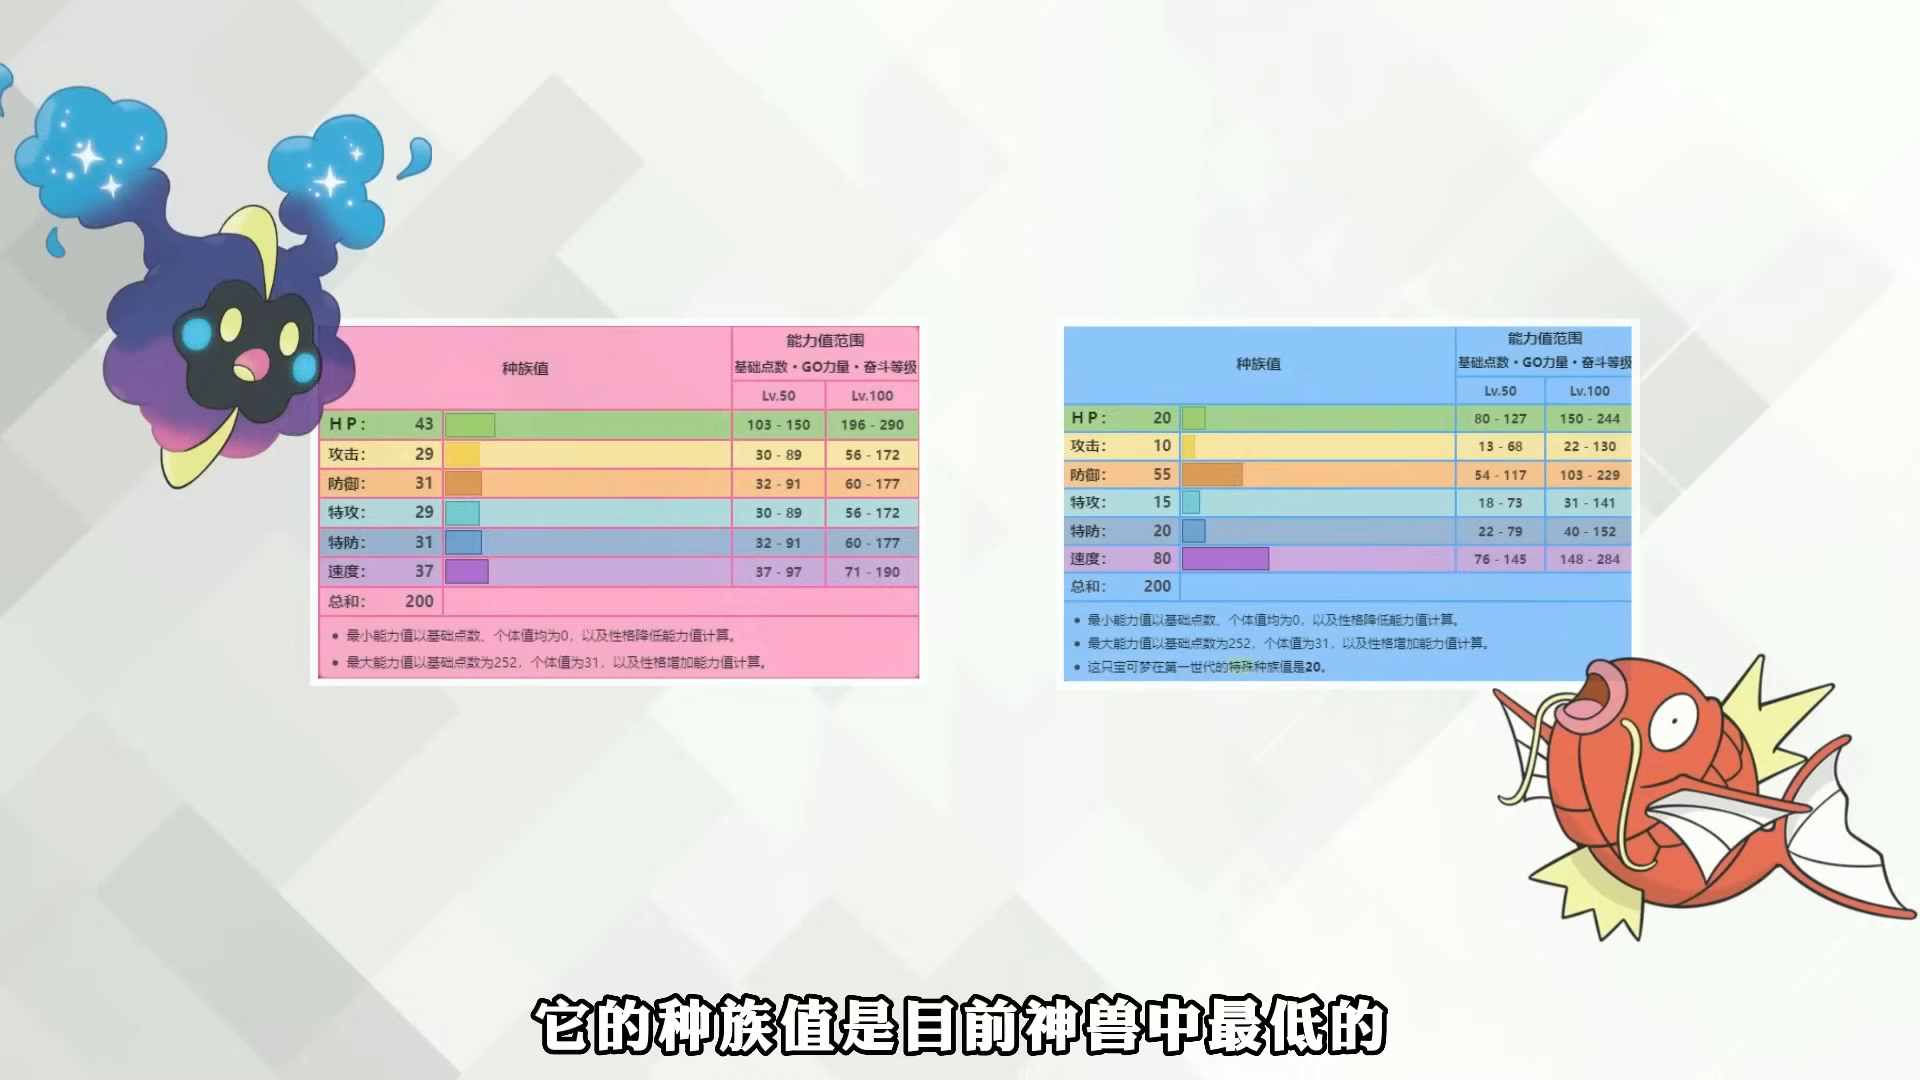 种族值
能力值范围
基础点数・GO力量・奋斗等级
Lv.50 Lv.100
HP: 43 103 - 150 196 - 290
攻击: 29 30 - 89 56 - 172
防御: 31 32 - 91 60 - 177
特攻: 29 30 - 89 56 - 172
特防: 31 32 - 91 60 - 177
速度: 37 37 - 97 71 - 190
总和: 200
• 最小能力值以基础点数、个体值均为0，以及性格降低能力值计算。
• 最大能力值以基础点数为252，个体值为31，以及性格增加能力值计算。
种族值
能力值范围
基础点数・GO力量・奋斗等级
Lv.50 Lv.100
HP: 20 80 - 127 150 - 244
攻击: 10 13 - 68 22 - 130
防御: 55 54 - 117 103 - 229
特攻: 15 18 - 73 31 - 141
特防: 20 22 - 79 40 - 152
速度: 80 76 - 145 148 - 284
总和: 200
• 最小能力值以基础点数、个体值均为0，以及性格降低能力值计算。
• 最大能力值以基础点数为252，个体值为31，以及性格增加能力值计算。
• 这只宝可梦在第一世代的特殊种族值是20。
它的种族值是目前神兽中最低的